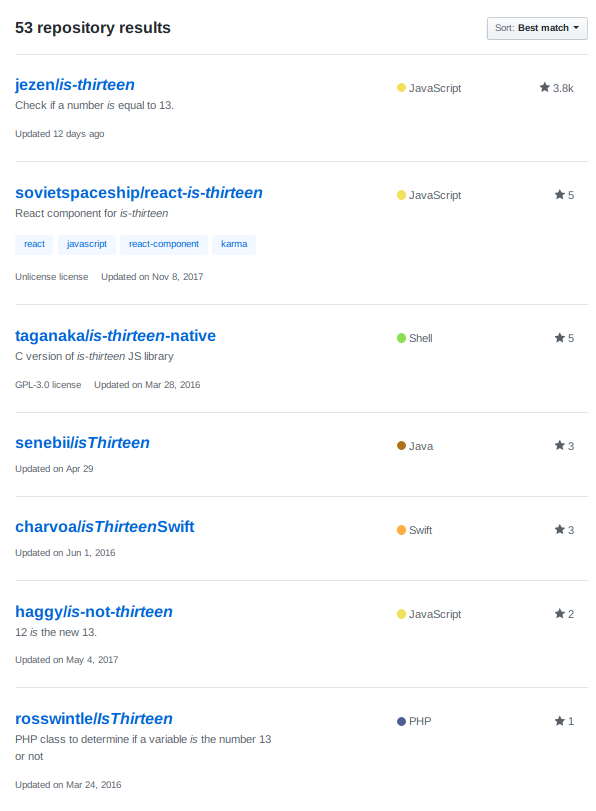 53 repository results
Sort: Best match
jezen/is-thirteen
JavaScript
3.8k
Check if a number is equal to 13.
Updated 12 days ago
sovietspaceship/react-is-thirteen
JavaScript
5
React component for is-thirteen
react javascript react-component karma
Unlicense license Updated on Nov 8, 2017
taganaka/is-thirteen-native
Shell
5
C version of is-thirteen JS library
GPL-3.0 license Updated on Mar 28, 2016
senebii/isThirteen
Java
3
Updated on Apr 29
charvoa/isThirteenSwift
Swift
3
Updated on Jun 1, 2016
haggy/is-not-thirteen
JavaScript
2
12 is the new 13.
Updated on May 4, 2017
rosswintle/IsThirteen
PHP
1
PHP class to determine if a variable is the number 13
or not
Updated on Mar 24, 2016